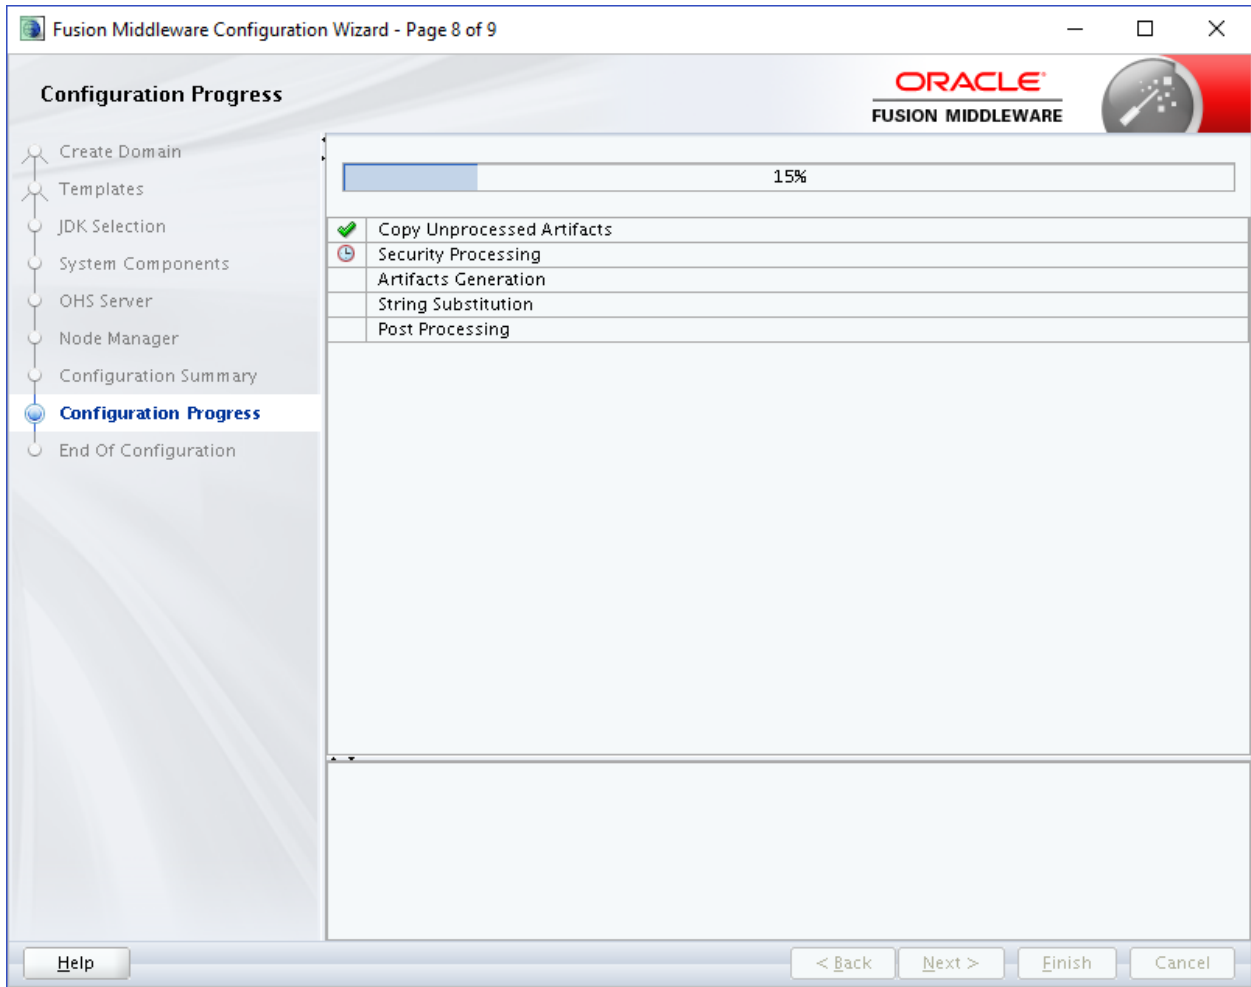 Fusion Middleware Configuration Wizard - Page 8 of 9
Configuration Progress
ORACLE
FUSION MIDDLEWARE
Create Domain
Templates
JDK Selection
System Components
OHS Server
Node Manager
Configuration Summary
Configuration Progress
End Of Configuration
15%
Copy Unprocessed Artifacts
Security Processing
Artifacts Generation
String Substitution
Post Processing
Help
< Back
Next >
Finish
Cancel